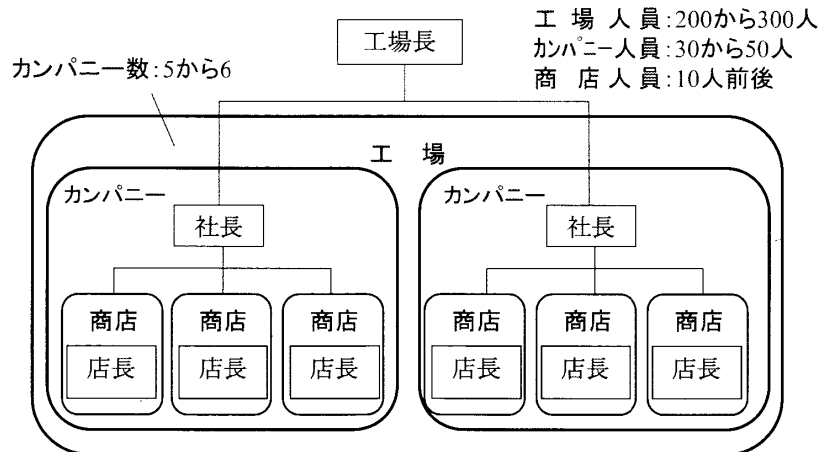 工場長
工 場 人 員:200から300人
カンパニー人員:30から50人
商 店 人 員:10人前後
カンパニー数:5から6
工 場
カンパニー
カンパニー
社長
社長
商店
商店
商店
商店
商店
商店
店長
店長
店長
店長
店長
店長